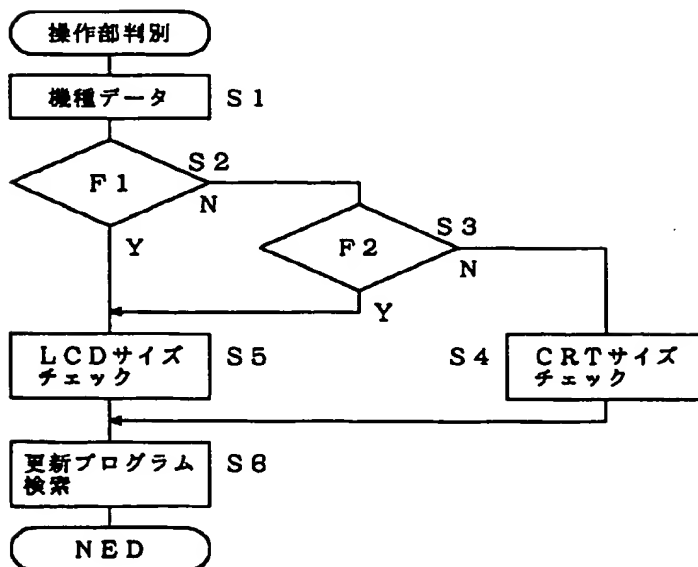 操作部判別
機種データ
S1
F1
S2
N
Y
F2
S3
N
Y
LCDサイズ
チェック
S5
S4
CRTサイズ
チェック
更新プログラム
検索
S6
NED